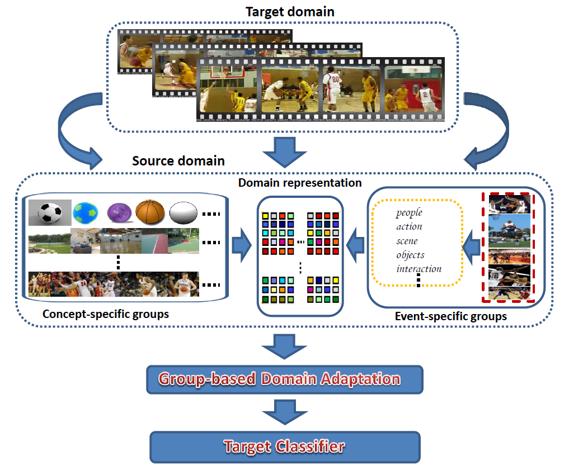 Target domain
Source domain
Domain representation
people
action
scene
objects
interaction
Concept-specific groups
Event-specific groups
Group-based Domain Adaptation
Target Classifier